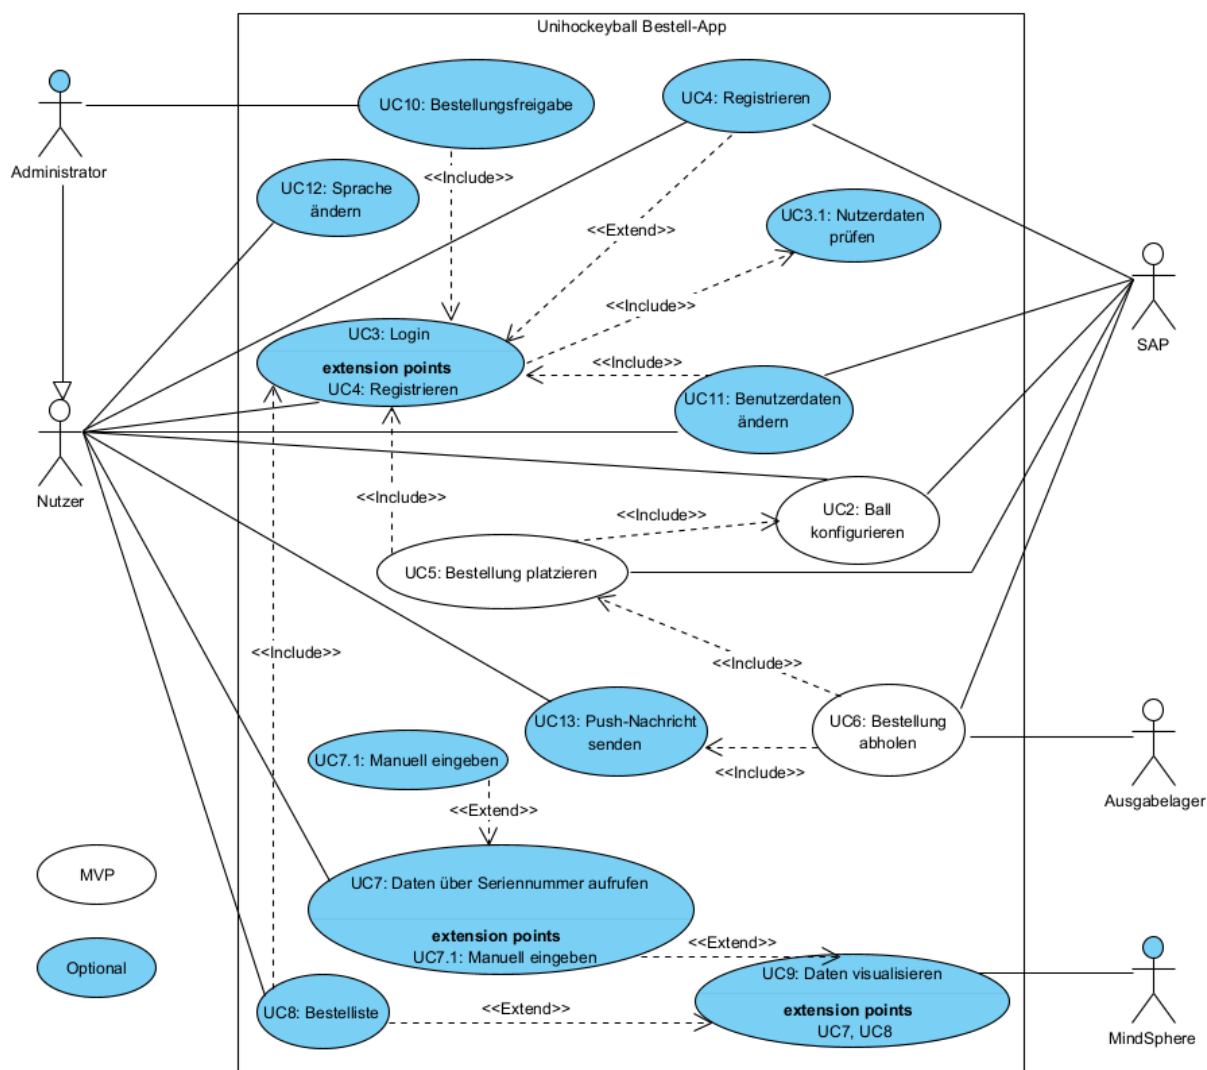 Unihockeyball Bestell-App
UC10: Bestellungsfreigabe
UC4: Registrieren
Administrator
<<Include>>
UC12: Sprache
ändern
<<Extend>>
UC3.1: Nutzerdaten
prüfen
<<Include>>
SAP
UC3: Login
extension points
UC4: Registrieren
<<Include>>
UC11: Benutzerdaten
ändern
Nutzer
<<Include>>
<<Include>>
UC2: Ball
konfigurieren
UC5: Bestellung platzieren
<<Include>>
<<Include>>
UC13: Push-Nachricht
senden
UC6: Bestellung
abholen
<<Include>>
Ausgabelager
UC7.1: Manuell eingeben
<<Extend>>
MVP
UC7: Daten über Seriennummer aufrufen
extension points
UC7.1: Manuell eingeben
<<Extend>>
Optional
UC9: Daten visualisieren
extension points
UC7, UC8
UC8: Bestelliste
<<Extend>>
MindSphere